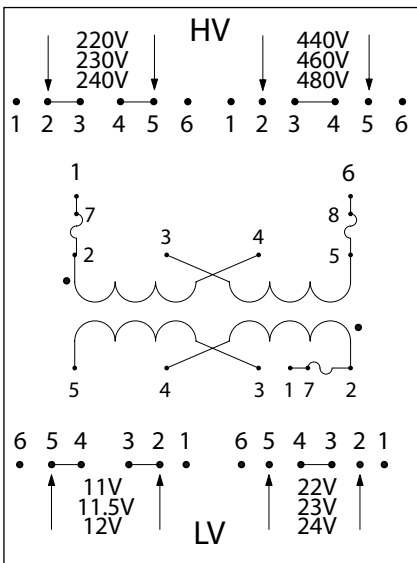 HV
220V 440V
230V 460V
240V 480V
1 2 3 4 5 6 1 2 3 4 5 6
1 6
7 8
3 4
2 5
5 4 3 1 7 2
6 5 4 3 2 1 6 5 4 3 2 1
11V 22V
11.5V 23V
12V 24V
LV